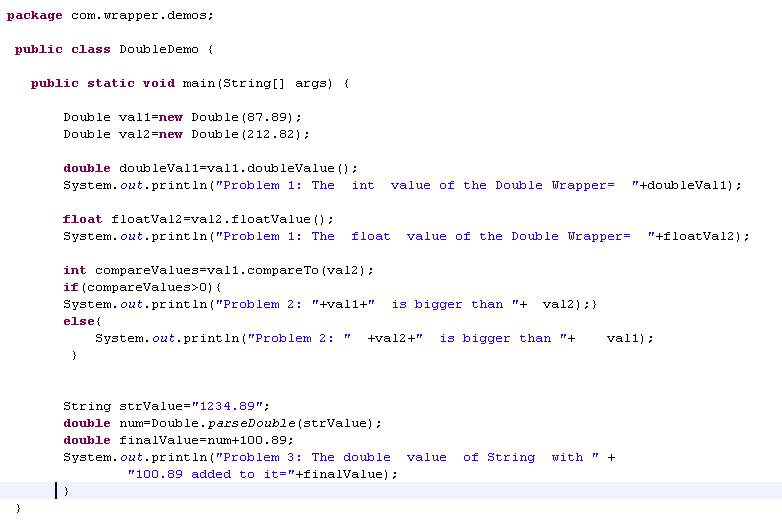 package com.wrapper.demos;
public class DoubleDemo {
public static void main(String[] args) {
Double val1=new Double(87.89);
Double val2=new Double(212.82);
double doubleVal1=val1.doubleValue();
System.out.println("Problem 1: The  int  value of the Double Wrapper=  "+doubleVal1);
float floatVal2=val2.floatValue();
System.out.println("Problem 1: The  float  value of the Double Wrapper=  "+floatVal2);
int compareValues=val1.compareTo(val2);
if(compareValues>0){
System.out.println("Problem 2: "+val1+"  is bigger than "+  val2);}
else{
System.out.println("Problem 2: "  +val2+"  is bigger than "+    val1);
}
String strValue="1234.89";
double num=Double.parseDouble(strValue);
double finalValue=num+100.89;
System.out.println("Problem 3: The double  value  of String  with " +
"100.89 added to it="+finalValue);
}
}